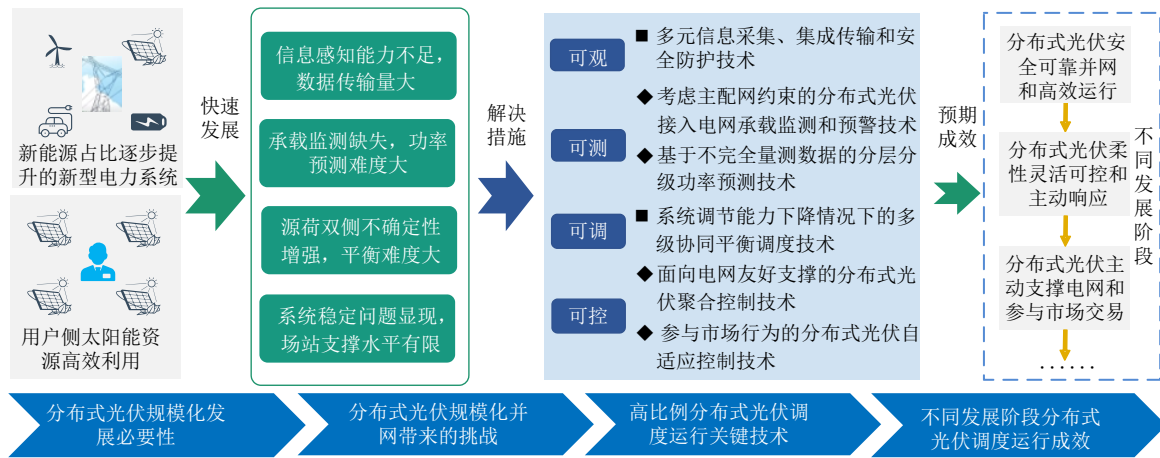 新能源占比逐步提
升的新型电力系统
用户侧太阳能资
源高效利用
快速
发展
信息感知能力不足，
数据传输量大
承载监测缺失，功率
预测难度大
源荷双侧不确定性
增强，平衡难度大
系统稳定问题显现，
场站支撑水平有限
解决
措施
可观
■ 多元信息采集、集成传输和安
全防护技术
可测
◆ 考虑主配网约束的分布式光伏
接入电网承载监测和预警技术
◆ 基于不完全量测数据的分层分
级功率预测技术
可调
■ 系统调节能力下降情况下的多
级协同平衡调度技术
可控
◆ 面向电网友好支撑的分布式光
伏聚合控制技术
◆ 参与市场行为的分布式光伏自
适应控制技术
预期
成效
分布式光伏安
全可靠并网
和高效运行
分布式光伏柔
性灵活可控和
主动响应
分布式光伏主
动支撑电网和
参与市场交易
......
不同发展阶段
分布式光伏规模化发
展必要性
分布式光伏规模化并
网带来的挑战
高比例分布式光伏调
度运行关键技术
不同发展阶段分布式
光伏调度运行成效